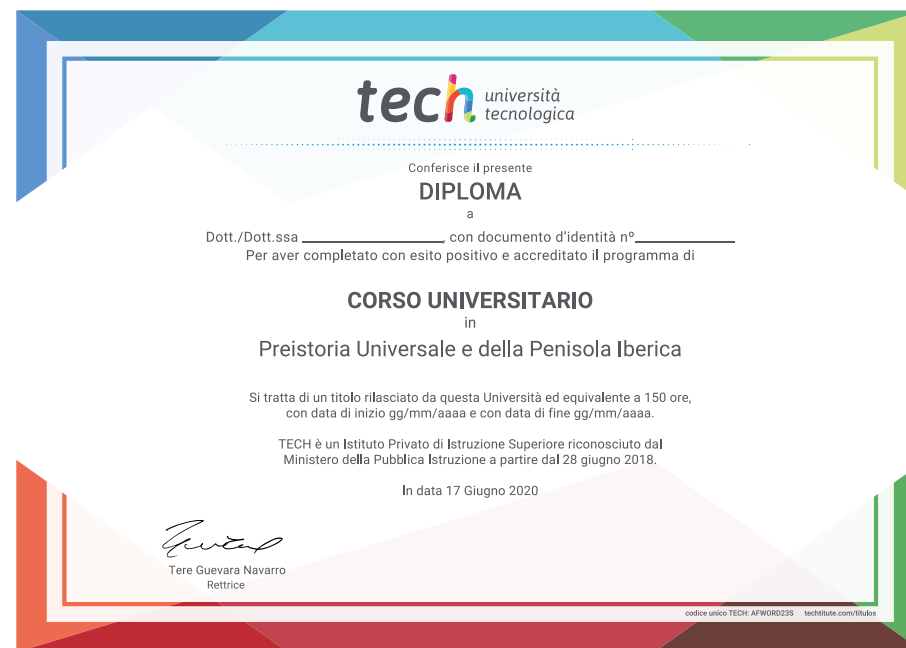 tech università
tecnologica
Conferisce il presente
DIPLOMA
a
Dott./Dott.ssa ____________________, con documento d'identità nº______________
Per aver completato con esito positivo e accreditato il programma di
CORSO UNIVERSITARIO
in
Preistoria Universale e della Penisola Iberica
Si tratta di un titolo rilasciato da questa Università ed equivalente a 150 ore,
con data di inizio gg/mm/aaaa e con data di fine gg/mm/aaaa.
TECH è un Istituto Privato di Istruzione Superiore riconosciuto dal
Ministero della Pubblica Istruzione a partire dal 28 giugno 2018.
In data 17 Giugno 2020
Tere Guevara Navarro
Rettrice
codice unico TECH: AFWORD23S techtitute.com/titulos